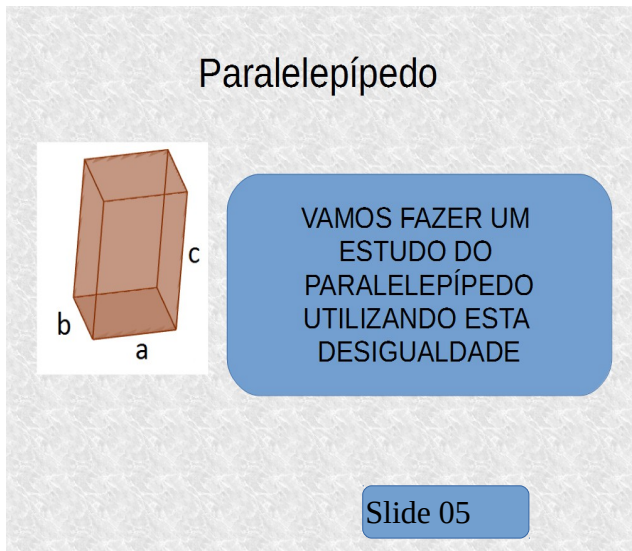 Paralelepípedo
VAMOS FAZER UM
ESTUDO DO
PARALELEPÍPEDO
UTILIZANDO ESTA
DESIGUALDADE
c
b
a
Slide 05